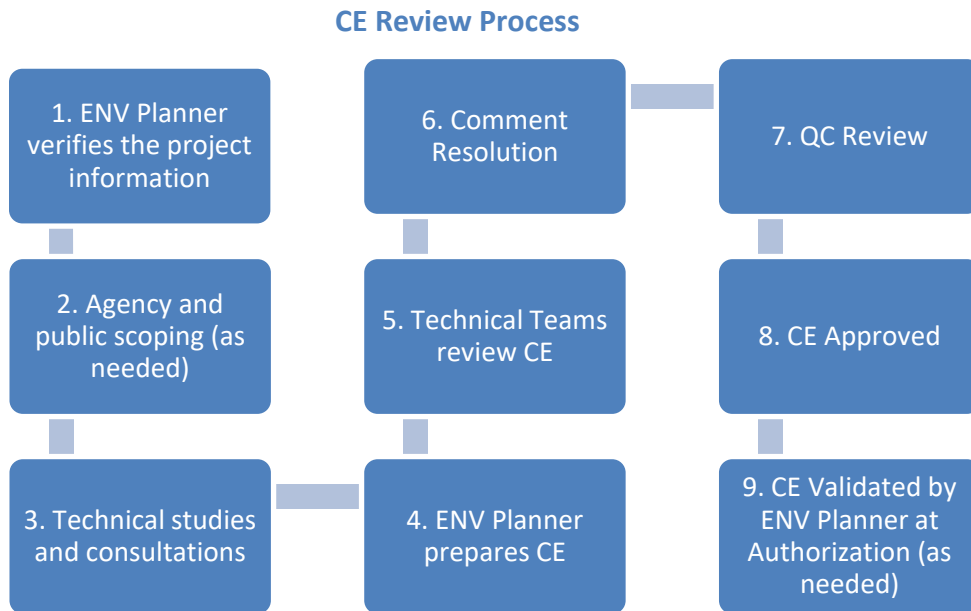 CE Review Process
1. ENV Planner
verifies the project
information
2. Agency and
public scoping (as
needed)
3. Technical studies
and consultations
4. ENV Planner
prepares CE
5. Technical Teams
review CE
6. Comment
Resolution
7. QC Review
8. CE Approved
9. CE Validated by
ENV Planner at
Authorization (as
needed)